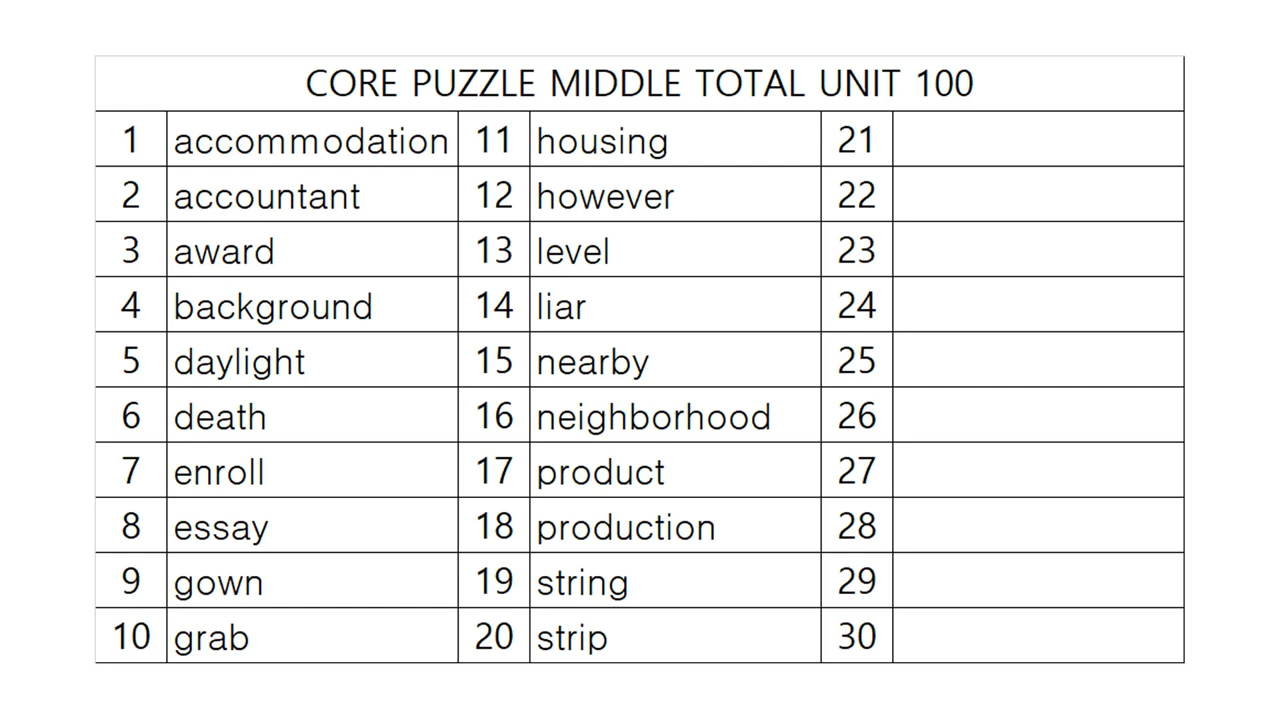 CORE PUZZLE MIDDLE TOTAL UNIT 100
1 accommodation 11 housing 21
2 accountant 12 however 22
3 award 13 level 23
4 background 14 liar 24
5 daylight 15 nearby 25
6 death 16 neighborhood 26
7 enroll 17 product 27
8 essay 18 production 28
9 gown 19 string 29
10 grab 20 strip 30